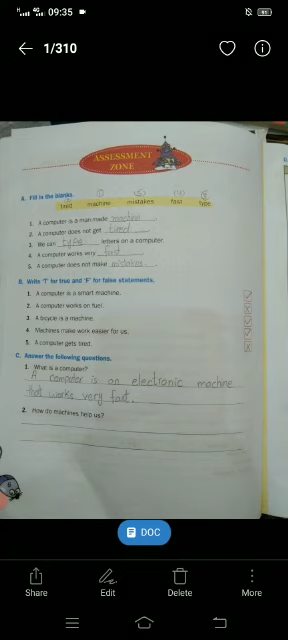 09:35
1/310
ASSESSMENT
ZONE
A. Fill in the blanks.
tired machine mistakes fast type
1. A computer is a man-made machine.
2. A computer does not get tired.
3. We can type letters on a computer.
4. A computer works very fast.
5. A computer does not make mistakes.
B. Write 'T' for true and 'F' for false statements.
1. A computer is a smart machine.
2. A computer works on fuel.
3. A bicycle is a machine.
4. Machines make work easier for us.
5. A computer gets tired.
C. Answer the following questions.
1. What is a computer?
A computer is an electronic machine
that works very fast.
2. How do machines help us?
DOC
Share Edit Delete More